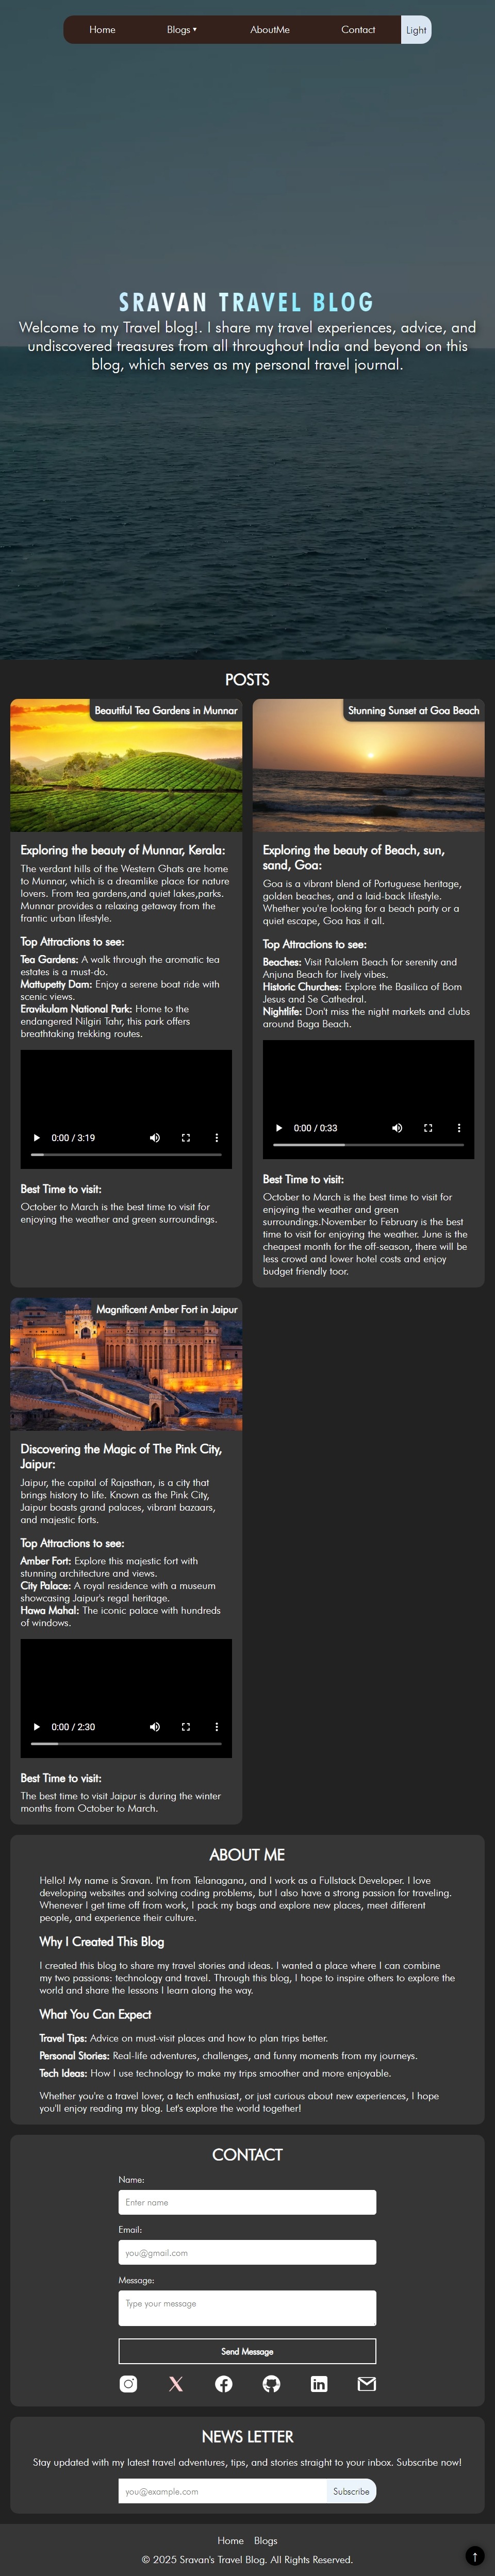 Home Blogs ▼ AboutMe Contact Light
SRAVAN TRAVEL BLOG
Welcome to my Travel blog!. I share my travel experiences, advice, and
undiscovered treasures from all throughout India and beyond on this
blog, which serves as my personal travel journal.
POSTS
Beautiful Tea Gardens in Munnar
Exploring the beauty of Munnar, Kerala:
The verdant hills of the Western Ghats are home
to Munnar, which is a dreamlike place for nature
lovers. From tea gardens,and quiet lakes,parks.
Munnar provides a relaxing getaway from the
frantic urban lifestyle.
Top Attractions to see:
Tea Gardens: A walk through the aromatic tea
estates is a must-do.
Mattupetty Dam: Enjoy a serene boat ride with
scenic views.
Eravikulam National Park: Home to the
endangered Nilgiri Tahr, this park offers
breathtaking trekking routes.
0:00 / 3:19
Best Time to visit:
October to March is the best time to visit for
enjoying the weather and green surroundings.
Stunning Sunset at Goa Beach
Exploring the beauty of Beach, sun,
sand, Goa:
Goa is a vibrant blend of Portuguese heritage,
golden beaches, and a laid-back lifestyle.
Whether you're looking for a beach party or a
quiet escape, Goa has it all.
Top Attractions to see:
Beaches: Visit Palolem Beach for serenity and
Anjuna Beach for lively vibes.
Historic Churches: Explore the Basilica of Bom
Jesus and Se Cathedral.
Nightlife: Don't miss the night markets and clubs
around Baga Beach.
0:00 / 0:33
Best Time to visit:
October to March is the best time to visit for
enjoying the weather and green
surroundings.November to February is the best
time to visit for enjoying the weather. June is the
cheapest month for the off-season, there will be
less crowd and lower hotel costs and enjoy
budget friendly toor.
Magnificent Amber Fort in Jaipur
Discovering the Magic of The Pink City,
Jaipur:
Jaipur, the capital of Rajasthan, is a city that
brings history to life. Known as the Pink City,
Jaipur boasts grand palaces, vibrant bazaars,
and majestic forts.
Top Attractions to see:
Amber Fort: Explore this majestic fort with
stunning architecture and views.
City Palace: A royal residence with a museum
showcasing Jaipur's regal heritage.
Hawa Mahal: The iconic palace with hundreds
of windows.
0:00 / 2:30
Best Time to visit:
The best time to visit Jaipur is during the winter
months from October to March.
ABOUT ME
Hello! My name is Sravan. I'm from Telanagana, and I work as a Fullstack Developer. I love
developing websites and solving coding problems, but I also have a strong passion for traveling.
Whenever I get time off from work, I pack my bags and explore new places, meet different
people, and experience their culture.
Why I Created This Blog
I created this blog to share my travel stories and ideas. I wanted a place where I can combine
my two passions: technology and travel. Through this blog, I hope to inspire others to explore the
world and share the lessons I learn along the way.
What You Can Expect
Travel Tips: Advice on must-visit places and how to plan trips better.
Personal Stories: Real-life adventures, challenges, and funny moments from my journeys.
Tech Ideas: How I use technology to make my trips smoother and more enjoyable.
Whether you're a travel lover, a tech enthusiast, or just curious about new experiences, I hope
you'll enjoy reading my blog. Let's explore the world together!
CONTACT
Name:
Enter name
Email:
you@gmail.com
Message:
Type your message
Send Message
NEWS LETTER
Stay updated with my latest travel adventures, tips, and stories straight to your inbox. Subscribe now!
you@example.com Subscribe
Home Blogs
© 2025 Sravan's Travel Blog. All Rights Reserved.
↑